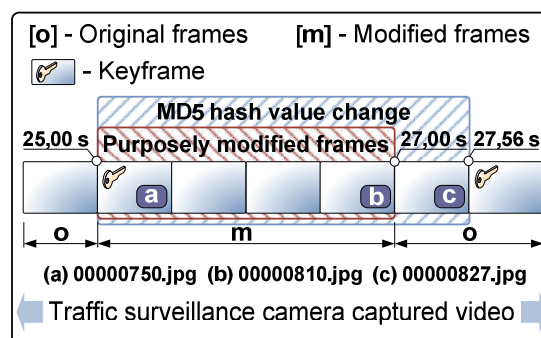 [o] - Original frames [m] - Modified frames
- Keyframe
MD5 hash value change
25,00 s Purposely modified frames 27,00 s 27,56 s
a b c
o m o
(a) 00000750.jpg (b) 00000810.jpg (c) 00000827.jpg
Traffic surveillance camera captured video